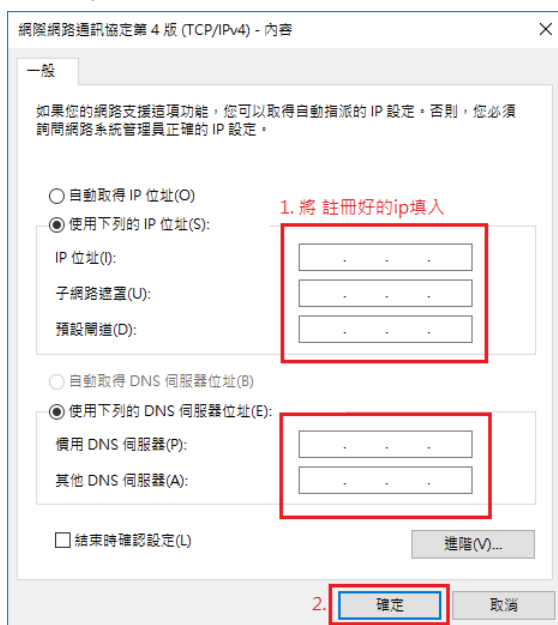 網際網路通訊協定第 4 版 (TCP/IPv4) - 內容
一般
如果您的網路支援這項功能，您可以取得自動指派的 IP 設定。否則，您必須
詢問網路系統管理員正確的 IP 設定。
自動取得 IP 位址(O)
1. 將 註冊好的ip填入
使用下列的 IP 位址(S):
IP 位址(I):
子網路遮罩(U):
預設閘道(D):
自動取得 DNS 伺服器位址(B)
使用下列的 DNS 伺服器位址(E):
慣用 DNS 伺服器(P):
其他 DNS 伺服器(A):
結束時確認設定(L)
進階(V)...
2. 確定 取消